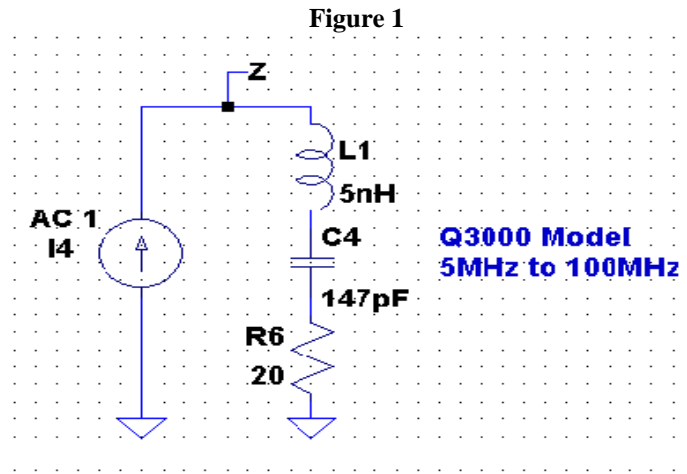 Figure 1
Z
L1
5nH
AC 1
I4
C4
147pF
Q3000 Model
5MHz to 100MHz
R6
20